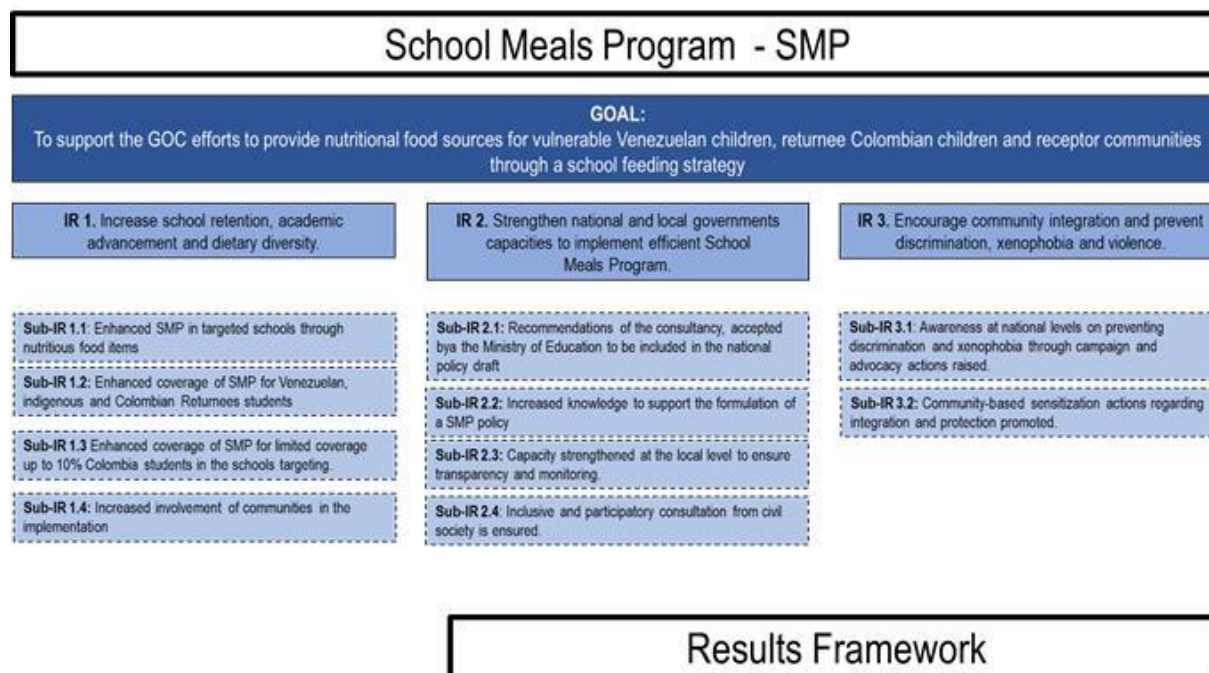 School Meals Program - SMP
GOAL:
To support the GOC efforts to provide nutritional food sources for vulnerable Venezuelan children, returnee Colombian children and receptor communities
through a school feeding strategy
IR 1. Increase school retention, academic
advancement and dietary diversity.
Sub-IR 1.1: Enhanced SMP in targeted schools through
nutritious food items
Sub-IR 1.2: Enhanced coverage of SMP for Venezuelan,
indigenous and Colombian Returnees students
Sub-IR 1.3 Enhanced coverage of SMP for limited coverage
up to 10% Colombia students in the schools targeting.
Sub-IR 1.4: Increased involvement of communities in the
implementation
IR 2. Strengthen national and local governments
capacities to implement efficient School
Meals Program.
Sub-IR 2.1: Recommendations of the consultancy, accepted
bya the Ministry of Education to be included in the national
policy draft
Sub-IR 2.2: Increased knowledge to support the formulation of
a SMP policy
Sub-IR 2.3: Capacity strengthened at the local level to ensure
transparency and monitoring.
Sub-IR 2.4: Inclusive and participatory consultation from civil
society is ensured.
IR 3. Encourage community integration and prevent
discrimination, xenophobia and violence.
Sub-IR 3.1: Awareness at national levels on preventing
discrimination and xenophobia through campaign and
advocacy actions raised.
Sub-IR 3.2: Community-based sensitization actions regarding
integration and protection promoted.
Results Framework